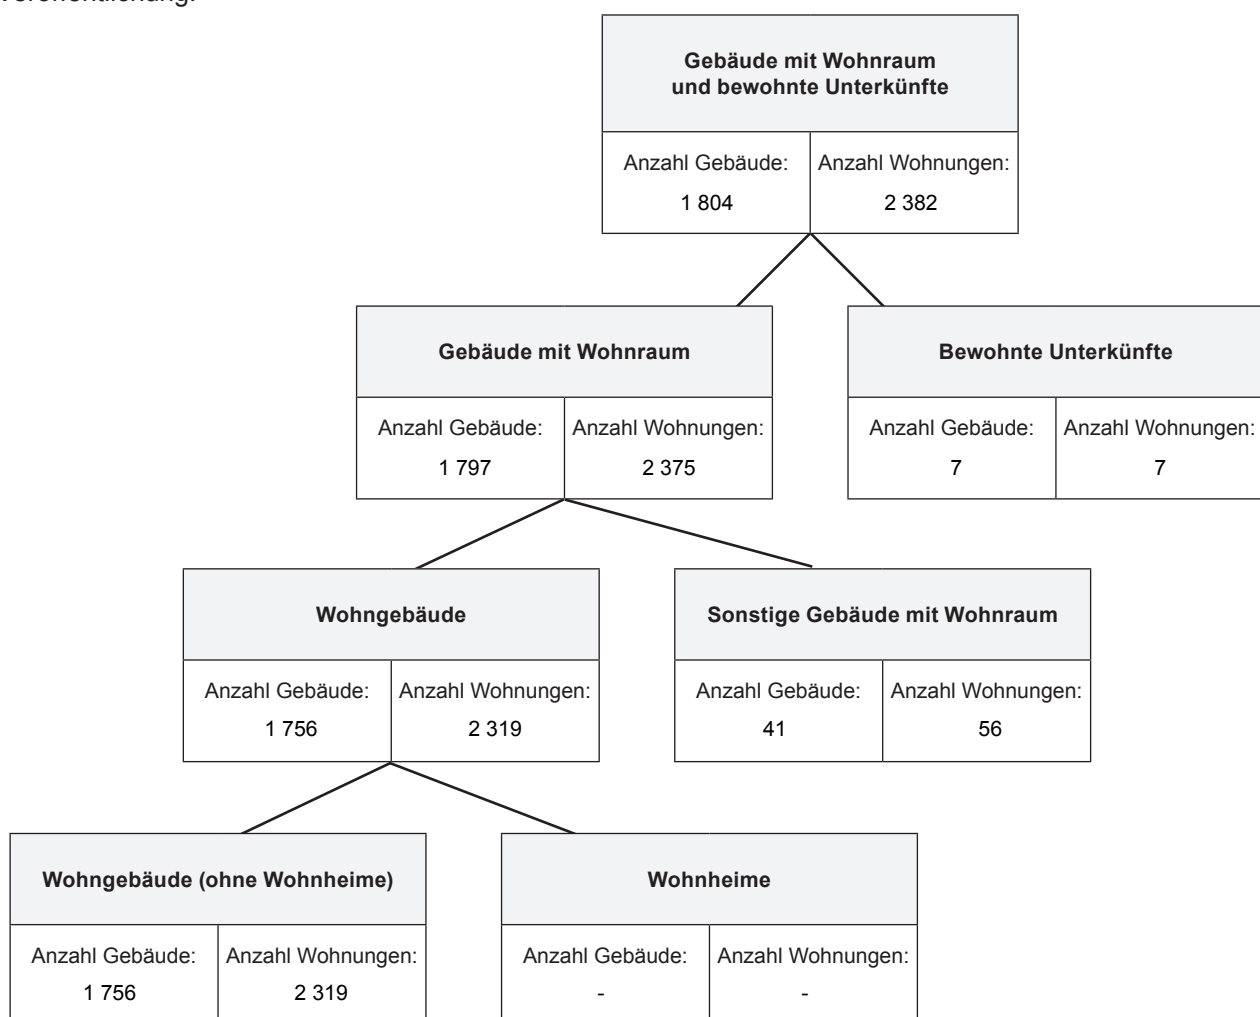 Veröffentlichung.
Gebäude mit Wohnraum
und bewohnte Unterkünfte
Anzahl Gebäude: Anzahl Wohnungen:
1 804 2 382
Gebäude mit Wohnraum Bewohnte Unterkünfte
Anzahl Gebäude: Anzahl Wohnungen: Anzahl Gebäude: Anzahl Wohnungen:
1 797 2 375 7 7
Wohngebäude Sonstige Gebäude mit Wohnraum
Anzahl Gebäude: Anzahl Wohnungen: Anzahl Gebäude: Anzahl Wohnungen:
1 756 2 319 41 56
Wohngebäude (ohne Wohnheime) Wohnheime
Anzahl Gebäude: Anzahl Wohnungen: Anzahl Gebäude: Anzahl Wohnungen:
1 756 2 319 - -